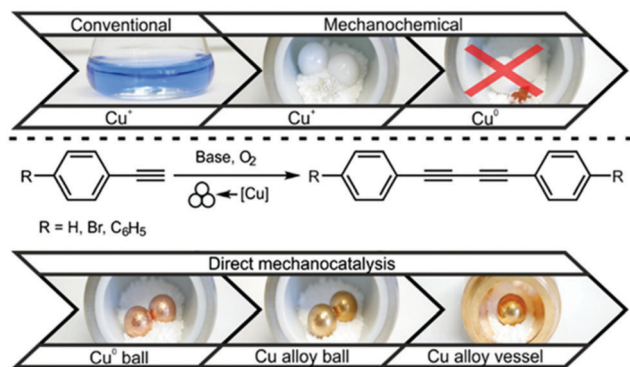 Conventional Mechanochemical
Cu⁺ Cu⁺ Cu⁰
R Base, O₂ R
[Cu]
R = H, Br, C₆H₅
Direct mechanocatalysis
Cu⁰ ball Cu alloy ball Cu alloy vessel